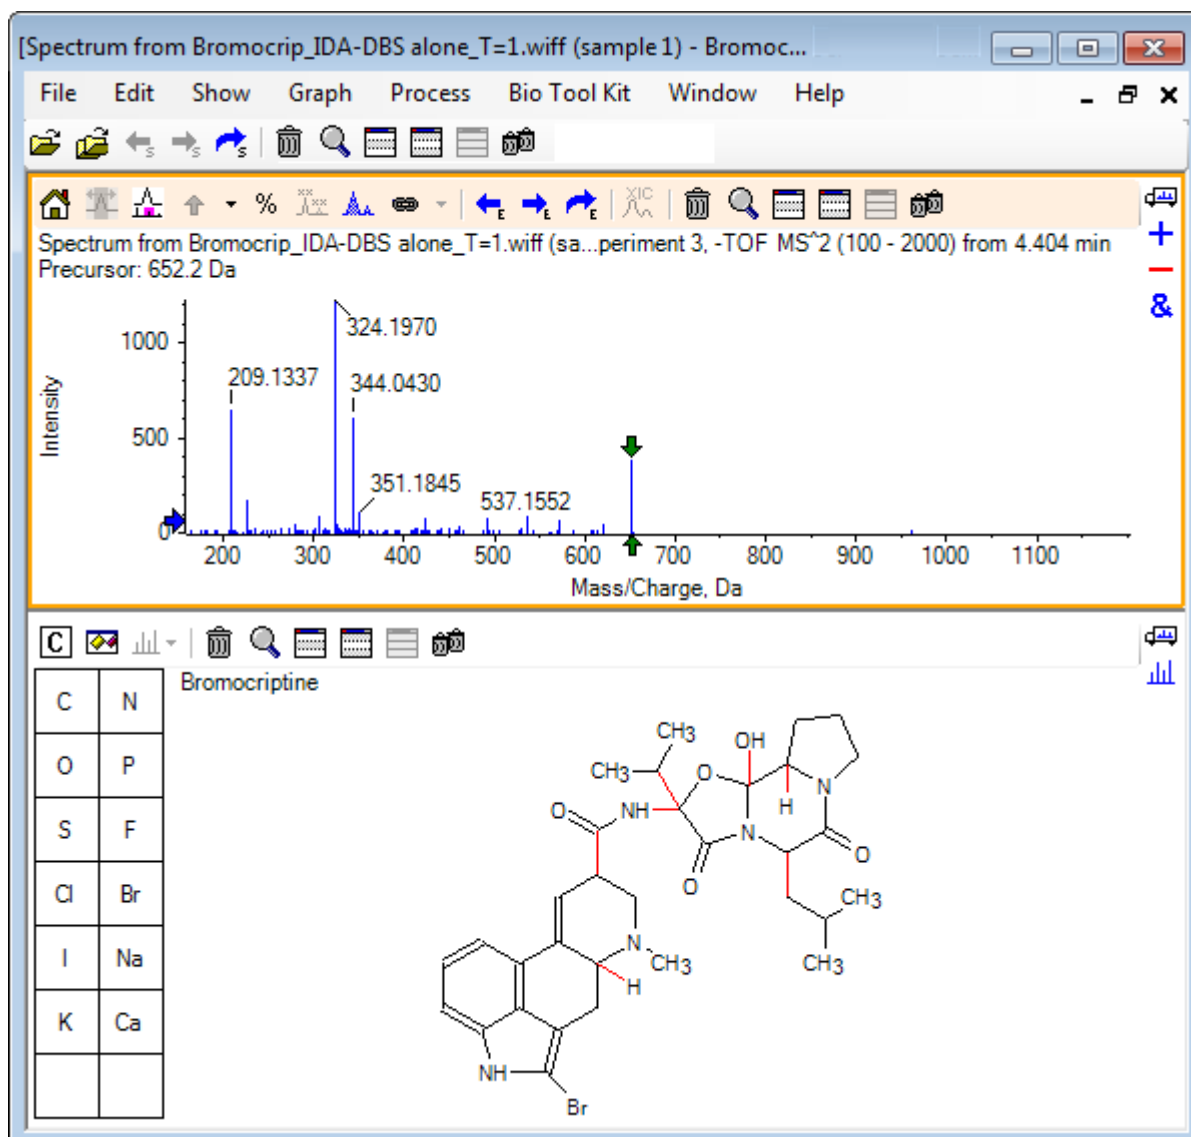 [Spectrum from Bromocrip_IDA-DBS alone_T=1.wiff (sample 1) - Bromoc...
File Edit Show Graph Process Bio Tool Kit Window Help
S S S
% xx E E E XIC
Spectrum from Bromocrip_IDA-DBS alone_T=1.wiff (sa...periment 3, -TOF MS^2 (100 - 2000) from 4.404 min
Precursor: 652.2 Da
+
&
1000
500
0
Intensity
324.1970
209.1337
344.0430
351.1845
537.1552
200 300 400 500 600 700 800 900 1000 1100
Mass/Charge, Da
C
C N
O P
S F
Cl Br
I Na
K Ca
Bromocriptine
CH3
OH
CH3
O
N
H
O
NH
N
O
O
CH3
CH3
N
CH3
H
NH
Br